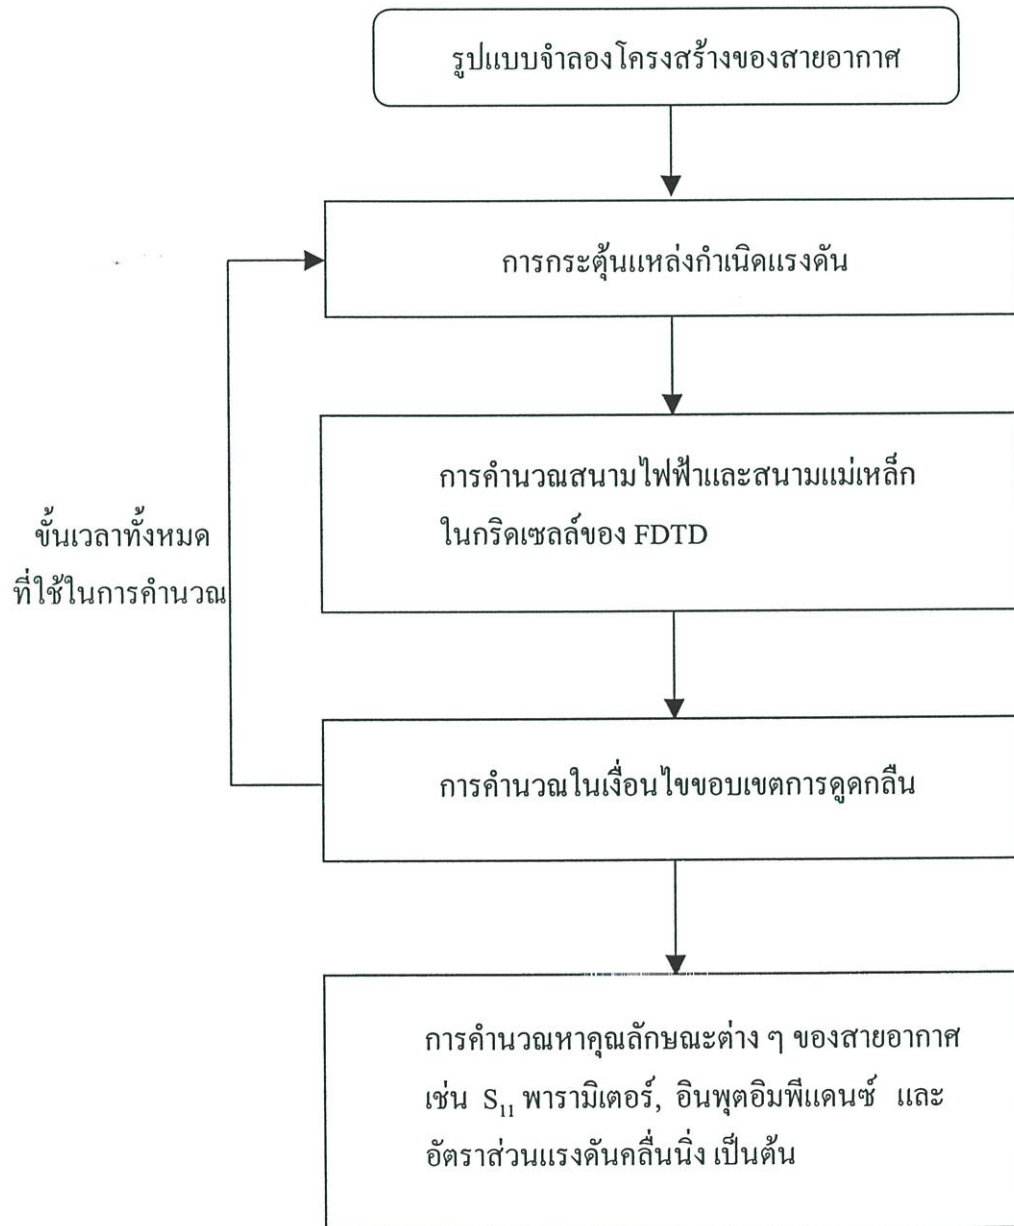 รูปแบบจำลองโครงสร้างของสายอากาศ
การกระตุ้นแหล่งกำเนิดแรงดัน
การคำนวณสนามไฟฟ้าและสนามแม่เหล็ก
ในกริดเซลล์ของ FDTD
ขั้นเวลาทั้งหมด
ที่ใช้ในการคำนวณ
การคำนวณในเงื่อนไขขอบเขตการดูดกลืน
การคำนวณหาคุณลักษณะต่าง ๆ ของสายอากาศ
เช่น S₁₁ พารามิเตอร์, อินพุตอิมพีแดนซ์ และ
อัตราส่วนแรงดันคลื่นนิ่ง เป็นต้น